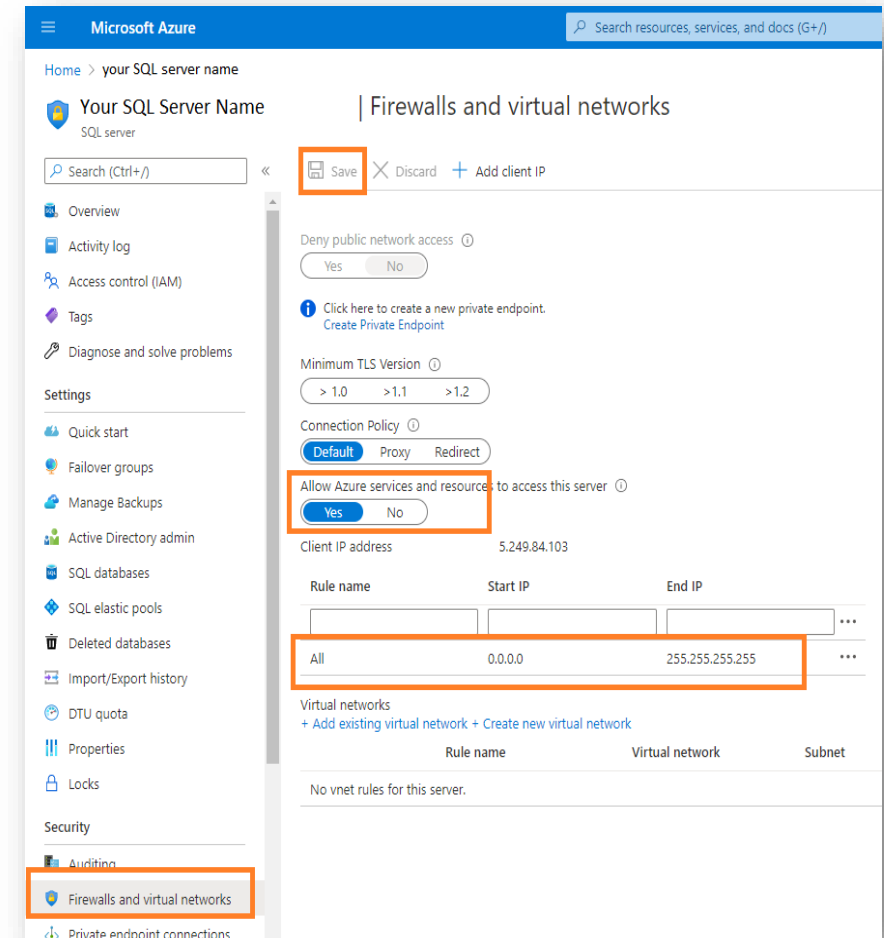 Microsoft Azure
Search resources, services, and docs (G+/)
Home > your SQL server name
Your SQL Server Name | Firewalls and virtual networks
SQL server
Search (Ctrl+/)
«
Save
Discard
+ Add client IP
SQL Overview
Activity log
Access control (IAM)
Tags
Diagnose and solve problems
Settings
Quick start
Failover groups
Manage Backups
Active Directory admin
SQL databases
SQL elastic pools
Deleted databases
Import/Export history
DTU quota
Properties
Locks
Security
Auditing
Firewalls and virtual networks
Private endpoint connections
Deny public network access
Yes No
Click here to create a new private endpoint.
Create Private Endpoint
Minimum TLS Version
> 1.0 >1.1 >1.2
Connection Policy
Default Proxy Redirect
Allow Azure services and resources to access this server
Yes No
Client IP address 5.249.84.103
Rule name Start IP End IP
...
All 0.0.0.0 255.255.255.255 ...
Virtual networks
+ Add existing virtual network + Create new virtual network
Rule name Virtual network Subnet
No vnet rules for this server.